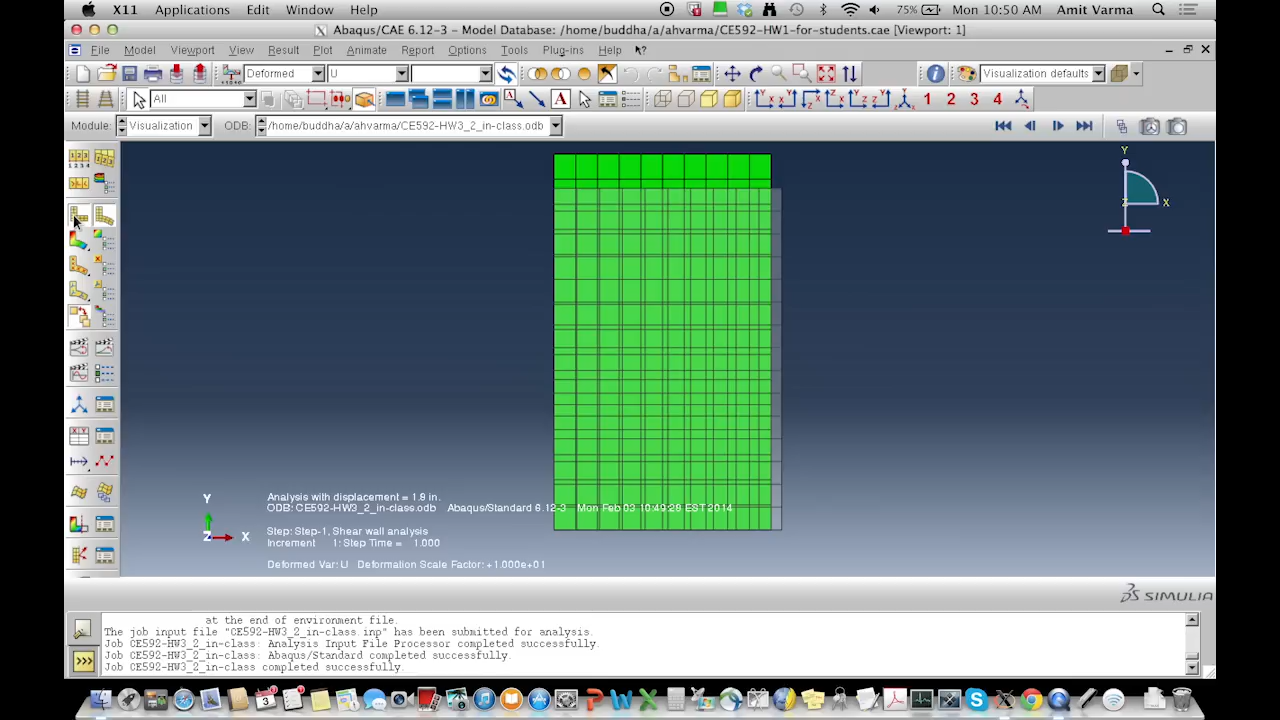 X11 Applications Edit Window Help 75% Mon 10:50 AM Amit Varma
Abaqus/CAE 6.12-3 - Model Database: /home/buddha/a/ahvarma/CE592-HW1-for-students.cae [Viewport: 1]
File Model Viewport View Result Plot Animate Report Options Tools Plug-ins Help
Deformed U Visualization defaults
All A 1 2 3 4
Module: Visualization ODB: /home/buddha/a/ahvarma/CE592-HW3_2_in-class.odb
Y
Z X
Y
Z X
Analysis with displacement = 1.8 in.
ODB: CE592-HW3_2_in-class.odb Abaqus/Standard 6.12-3 Mon Feb 03 10:49:28 EST 2014
Step: Step-1, Shear wall analysis
Increment 1: Step Time = 1.000
Deformed Var: U Deformation Scale Factor: +1.000e+01
SIMULIA
at the end of environment file.
The job input file "CE592-HW3_2_in-class.inp" has been submitted for analysis.
Job CE592-HW3_2_in-class: Analysis Input File Processor completed successfully.
Job CE592-HW3_2_in-class: Abaqus/Standard completed successfully.
Job CE592-HW3_2_in-class completed successfully.
>>>